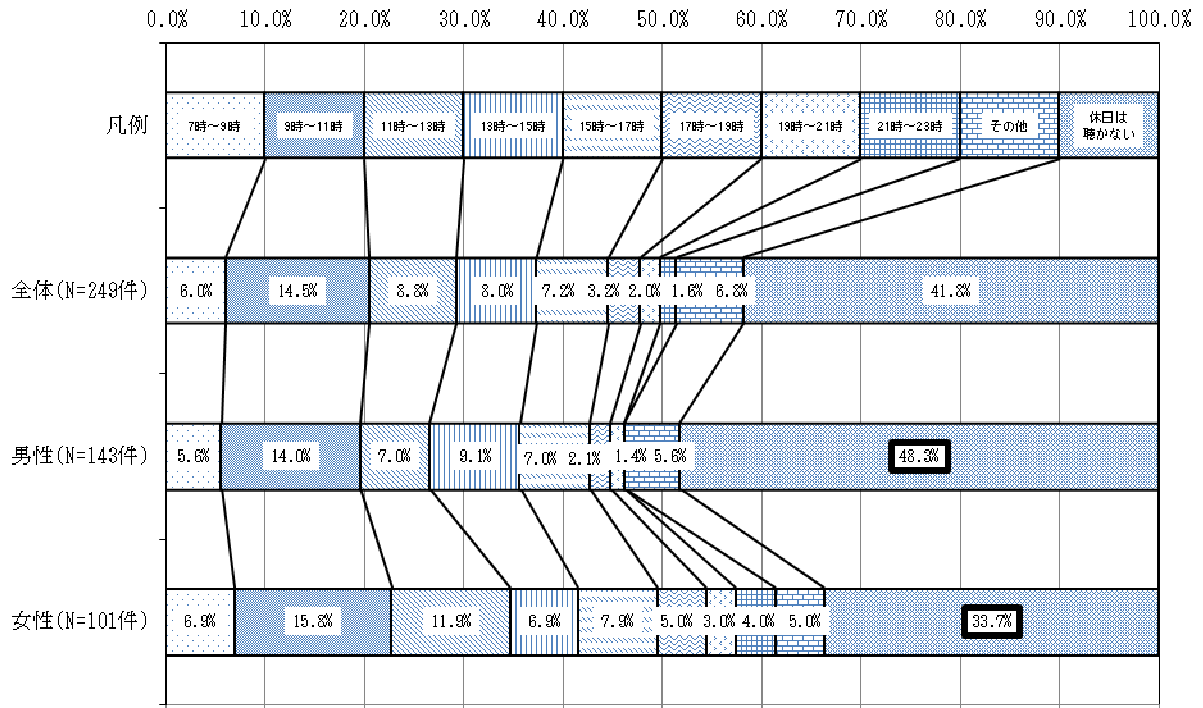 0.0% 10.0% 20.0% 30.0% 40.0% 50.0% 60.0% 70.0% 80.0% 90.0% 100.0%
凡例 7時～9時 9時～11時 11時～13時 13時～15時 15時～17時 17時～19時 19時～21時 21時～23時 その他 休日は
聴かない
全体(N=249件) 6.0% 14.5% 8.8% 8.0% 7.2% 3.2% 2.0% 1.6% 6.8% 41.8%
男性(N=143件) 5.6% 14.0% 7.0% 9.1% 7.0% 2.1% 1.4% 5.6% 48.3%
女性(N=101件) 6.9% 15.8% 11.9% 6.9% 7.9% 5.0% 3.0% 4.0% 5.0% 33.7%